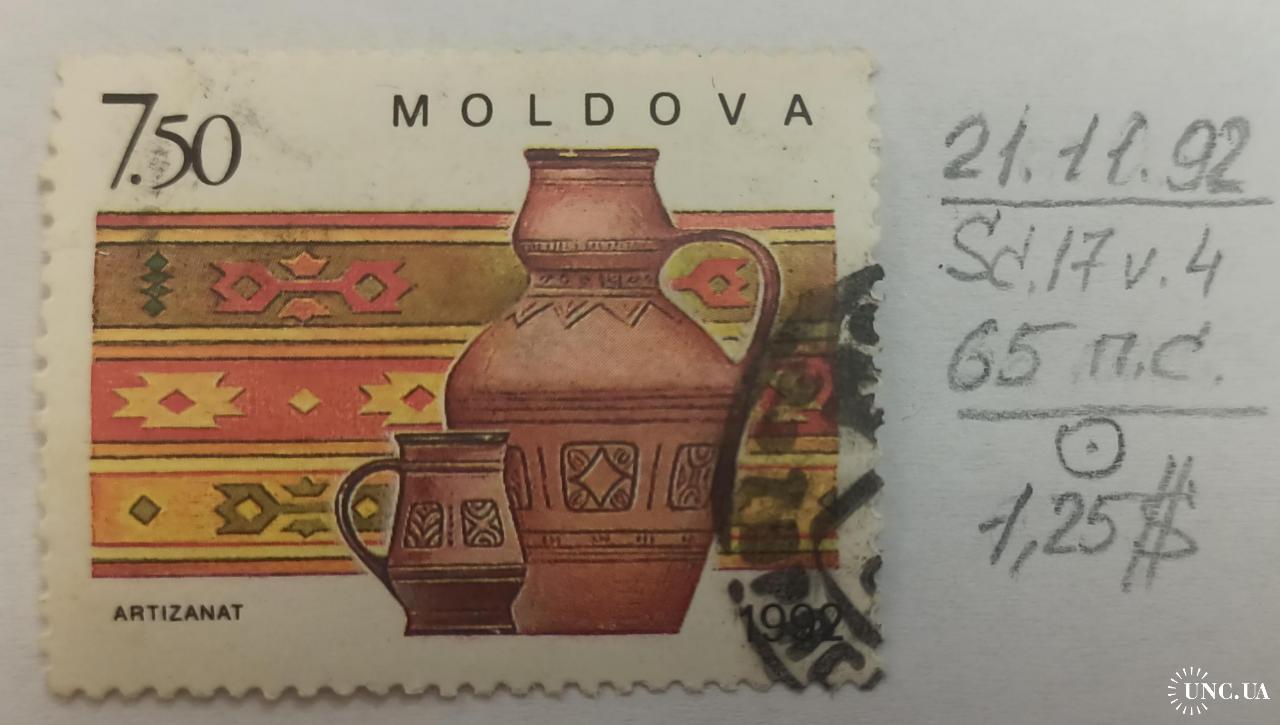 7.50
MOLDOVA
ARTIZANAT
1992
21.11.92
Sc.17 v.4
65 п.с.
1,25$
UNC.UA